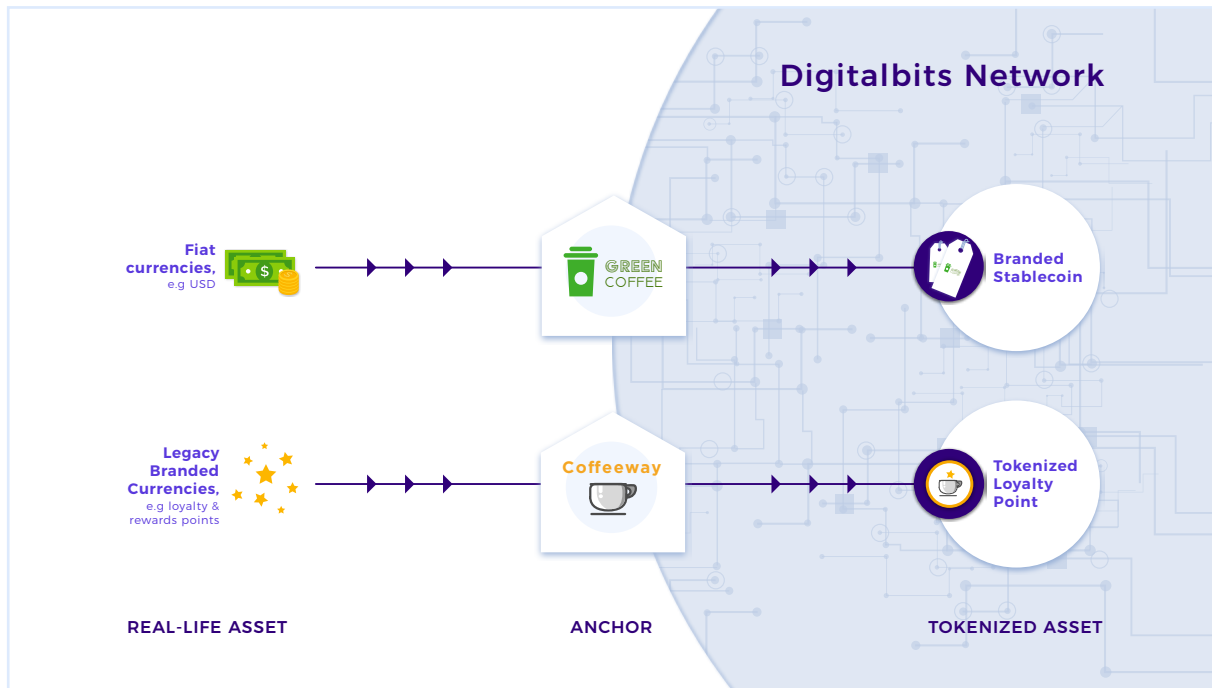 Digitalbits Network
Fiat
currencies,
e.g USD
$
GREEN
COFFEE
Branded
Stablecoin
Legacy
Branded
Currencies,
e.g loyalty &
rewards points
Coffeeway
Tokenized
Loyalty
Point
REAL-LIFE ASSET
ANCHOR
TOKENIZED ASSET